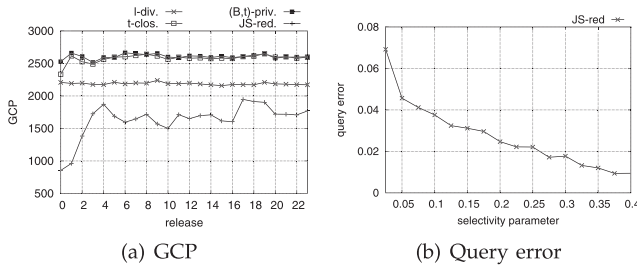 l-div.
(B,t)-priv.
t-clos.
JS-red.
3000
2500
2000
1500
1000
500
GCP
0 2 4 6 8 10 12 14 16 18 20 22
release
(a) GCP
JS-red
0.08
0.06
0.04
0.02
0
query error
0.05 0.1 0.15 0.2 0.25 0.3 0.35 0.4
selectivity parameter
(b) Query error